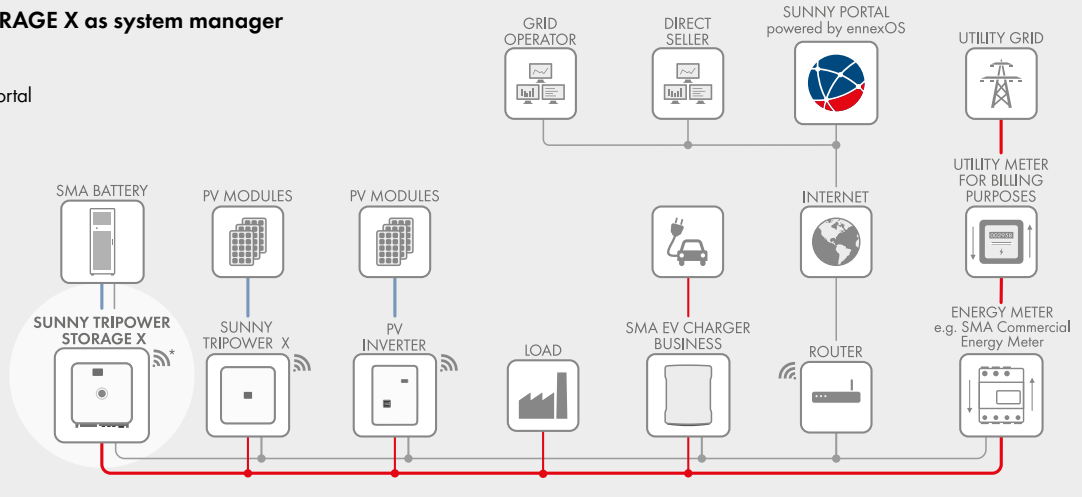 RAGE X as system manager
ortal
GRID
OPERATOR
DIRECT
SELLER
SUNNY PORTAL
powered by ennexOS
UTILITY GRID
SMA BATTERY
PV MODULES
PV MODULES
INTERNET
UTILITY METER
FOR BILLING
PURPOSES
SUNNY TRIPOWER
STORAGE X
*
SUNNY
TRIPOWER X
PV
INVERTER
LOAD
SMA EV CHARGER
BUSINESS
ROUTER
ENERGY METER
e.g. SMA Commercial
Energy Meter